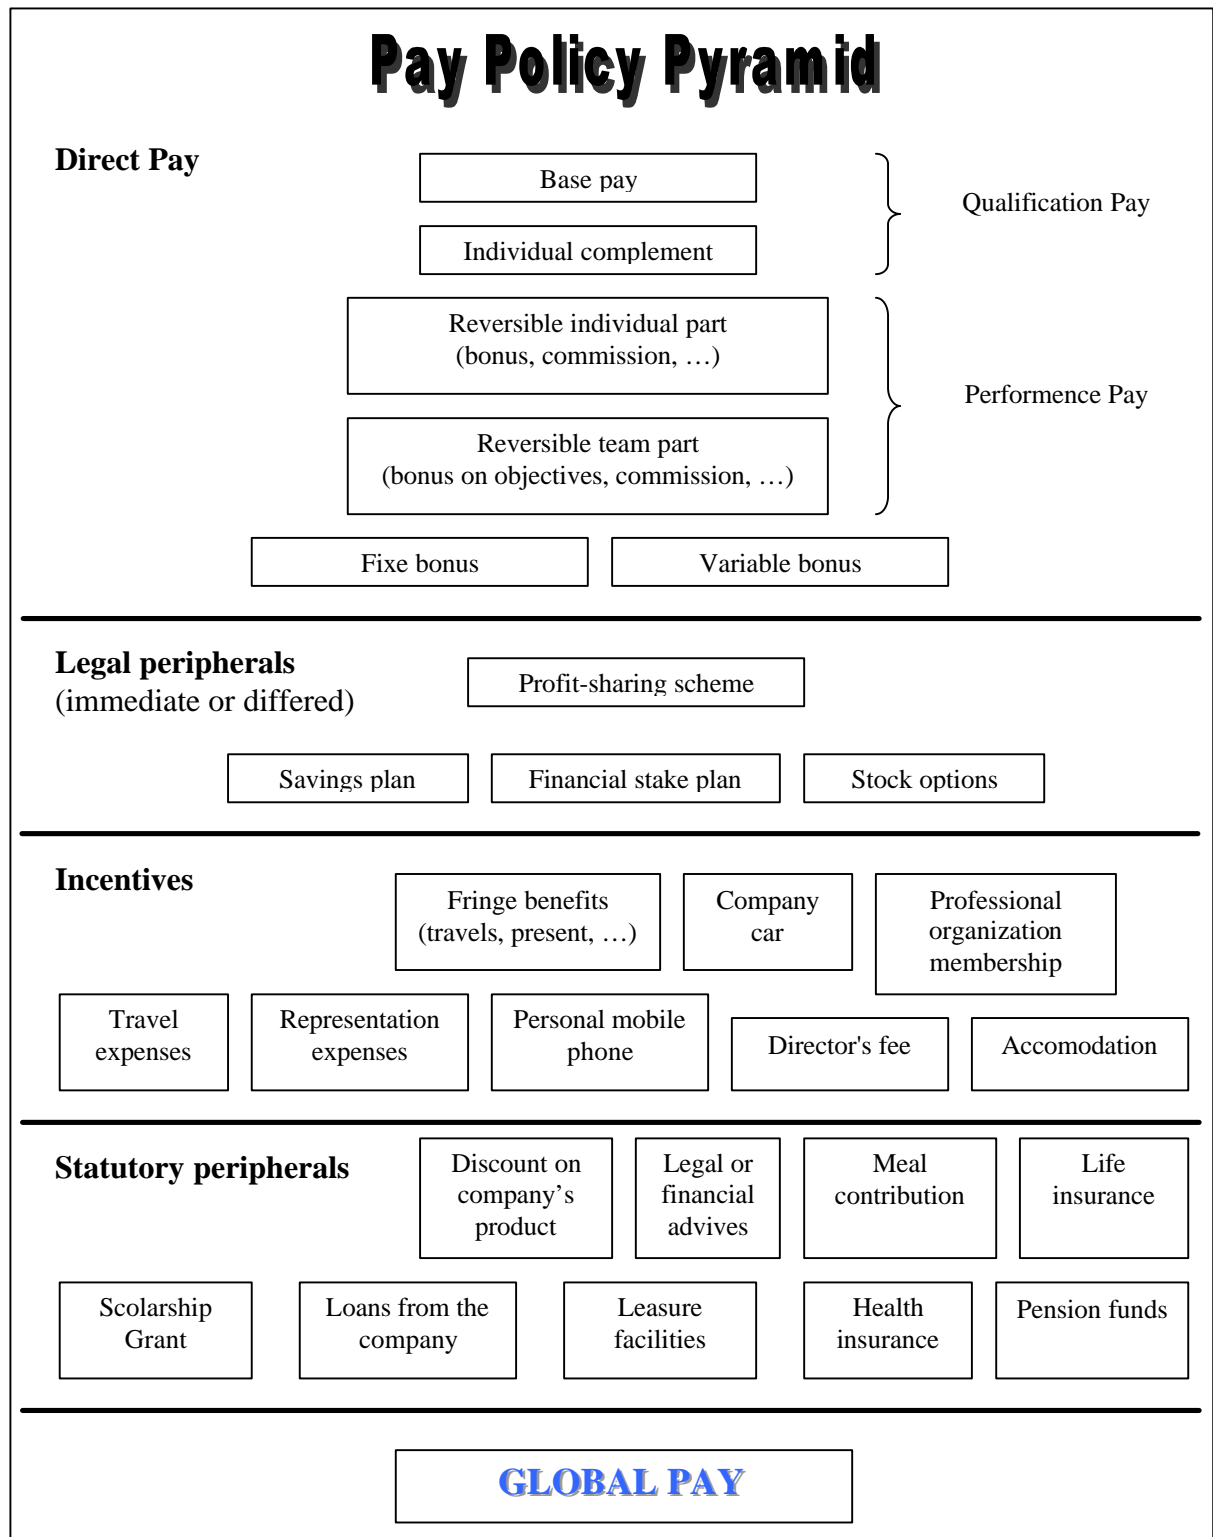 Pay Policy Pyramid
Direct Pay
Base pay
Qualification Pay
Individual complement
Reversible individual part
(bonus, commission, …)
Performence Pay
Reversible team part
(bonus on objectives, commission, …)
Fixe bonus
Variable bonus
Legal peripherals
(immediate or differed)
Profit-sharing scheme
Savings plan
Financial stake plan
Stock options
Incentives
Fringe benefits
(travels, present, …)
Company
car
Professional
organization
membership
Travel
expenses
Representation
expenses
Personal mobile
phone
Director's fee
Accomodation
Statutory peripherals
Discount on
company’s
product
Legal or
financial
advives
Meal
contribution
Life
insurance
Scolarship
Grant
Loans from the
company
Leasure
facilities
Health
insurance
Pension funds
GLOBAL PAY